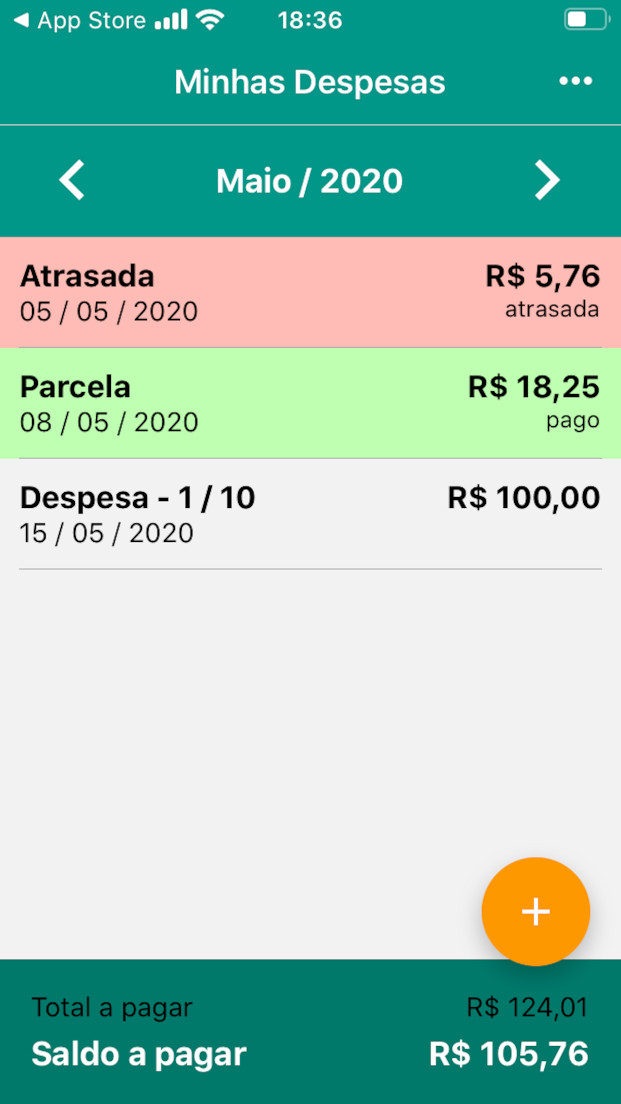 App Store 18:36
Minhas Despesas
Maio / 2020
Atrasada R$ 5,76
05 / 05 / 2020 atrasada
Parcela R$ 18,25
08 / 05 / 2020 pago
Despesa - 1 / 10 R$ 100,00
15 / 05 / 2020
+
Total a pagar R$ 124,01
Saldo a pagar R$ 105,76